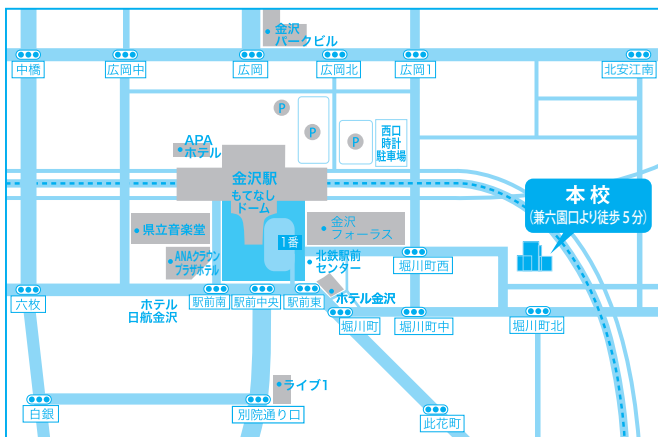 金沢
パークビル
中橋
広岡中
広岡
広岡北
広岡1
北安江南
P
P
P
西口
時計
駐車場
APA
ホテル
金沢駅
もてなし
ドーム
本校
(兼六園口より徒歩5分)
県立音楽堂
金沢
フォーラス
1番
ANAクラウン
プラザホテル
北鉄駅前
センター
堀川町西
六枚
ホテル
日航金沢
駅前南
駅前中央
駅前東
ホテル金沢
堀川町
堀川町中
堀川町北
ライブ1
白銀
別院通り口
此花町